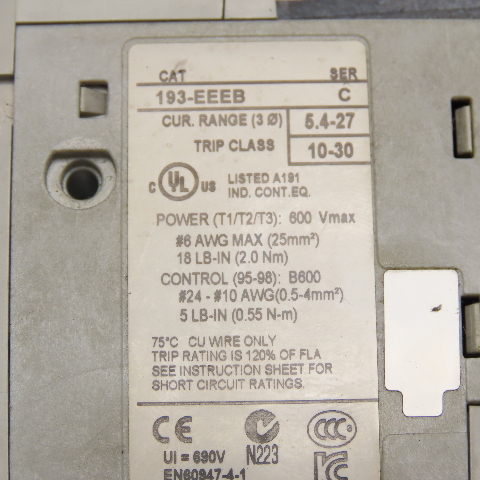 CAT SER
193-EEEB C
CUR. RANGE (3 Ø) 5.4-27
TRIP CLASS 10-30
C UL US LISTED A191
IND. CONT.EQ.
POWER (T1/T2/T3): 600 Vmax
#6 AWG MAX (25mm²)
18 LB-IN (2.0 Nm)
CONTROL (95-98): B600
#24 - #10 AWG(0.5-4mm²)
5 LB-IN (0.55 N-m)
75°C CU WIRE ONLY
TRIP RATING IS 120% OF FLA
SEE INSTRUCTION SHEET FOR
SHORT CIRCUIT RATINGS.
CE CCC
Ui = 690V N223
EN60947-4-1